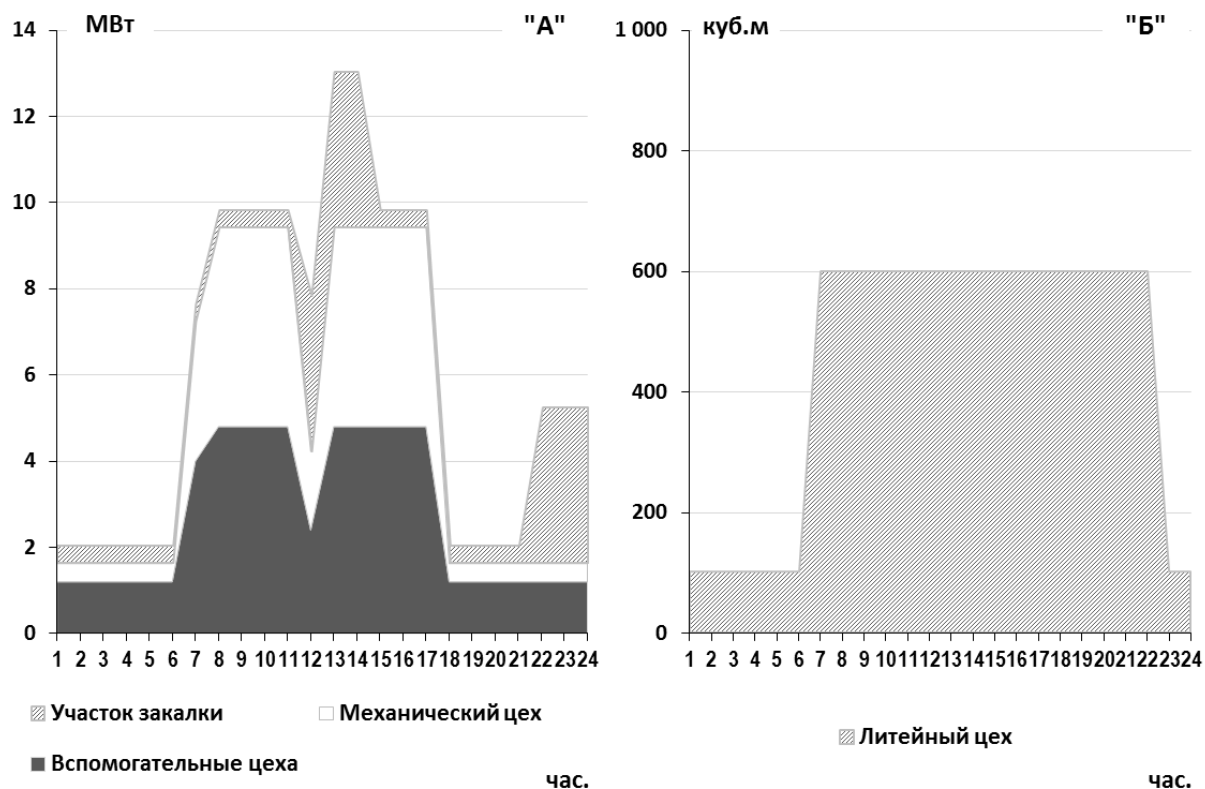 МВт "А"
14
12
10
8
6
4
2
0
1 2 3 4 5 6 7 8 9 10 11 12 13 14 15 16 17 18 19 20 21 22 23 24
Участок закалки Механический цех
Вспомогательные цеха
час.
куб.м "Б"
1 000
800
600
400
200
0
1 2 3 4 5 6 7 8 9 10 11 12 13 14 15 16 17 18 19 20 21 22 23 24
Литейный цех
час.